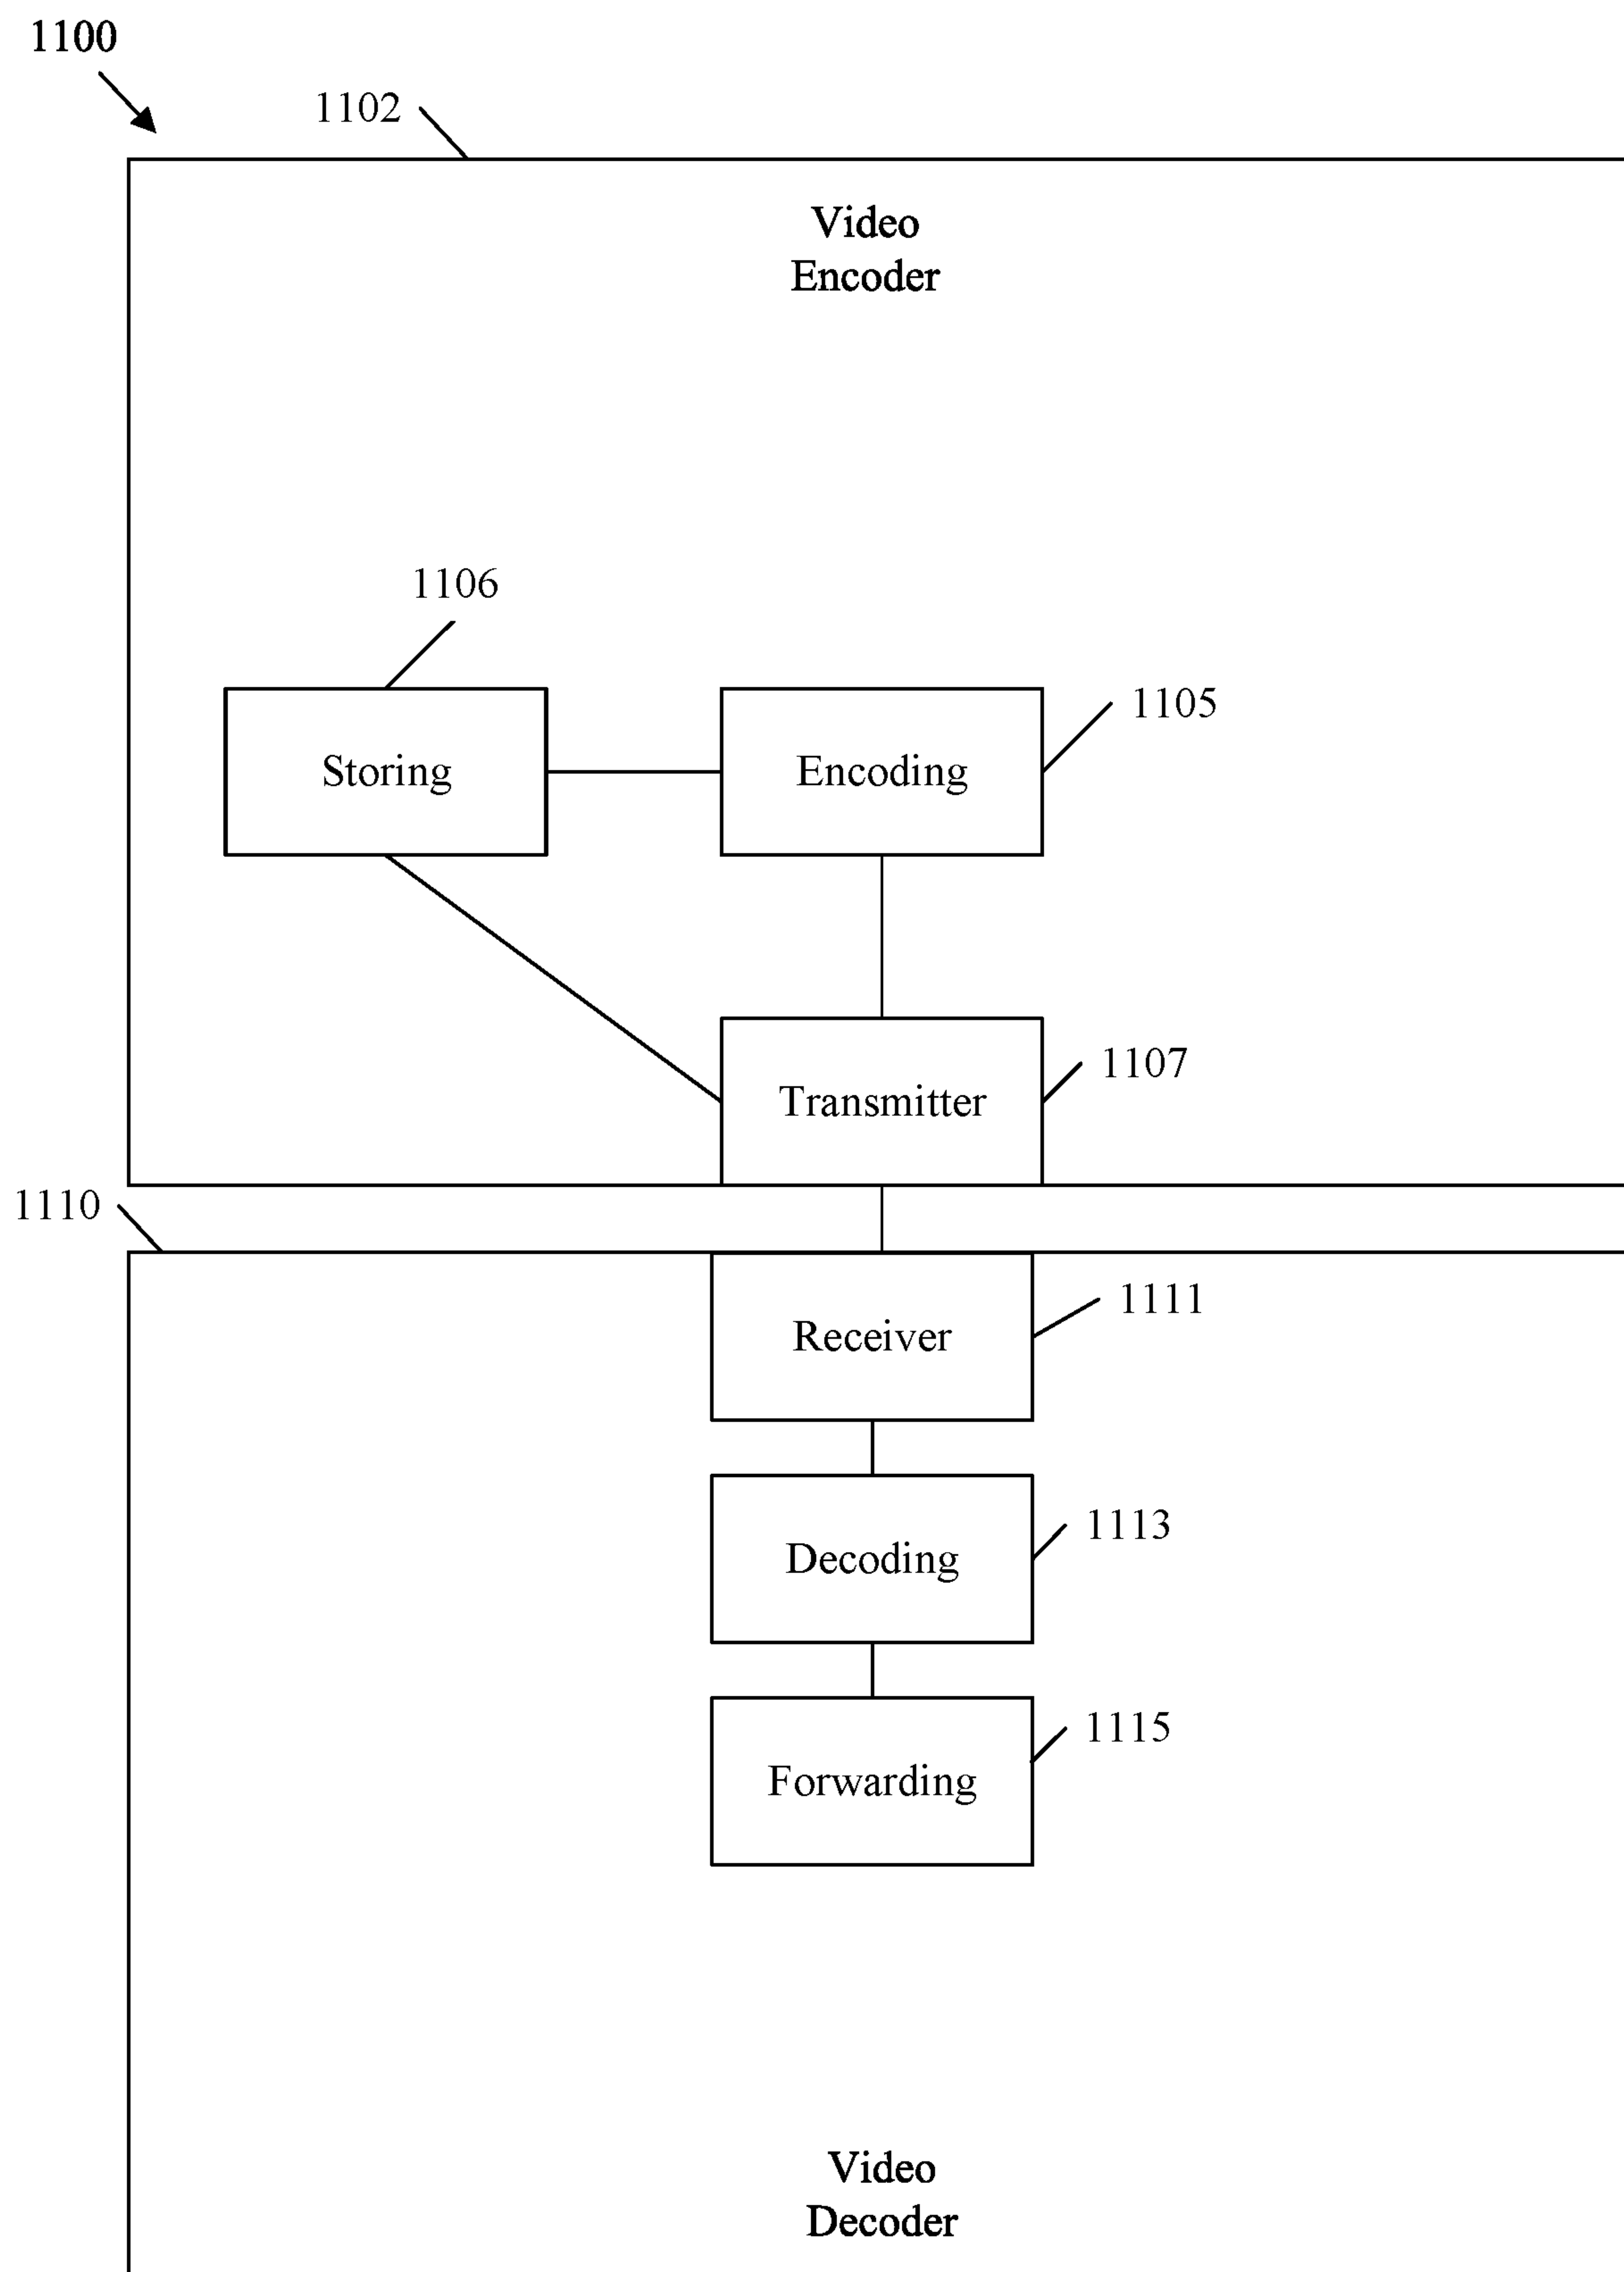 1100
1102
Video
Encoder
1106
1105
Storing
Encoding
1107
Transmitter
1110
1111
Receiver
1113
Decoding
1115
Forwarding
Video
Decoder